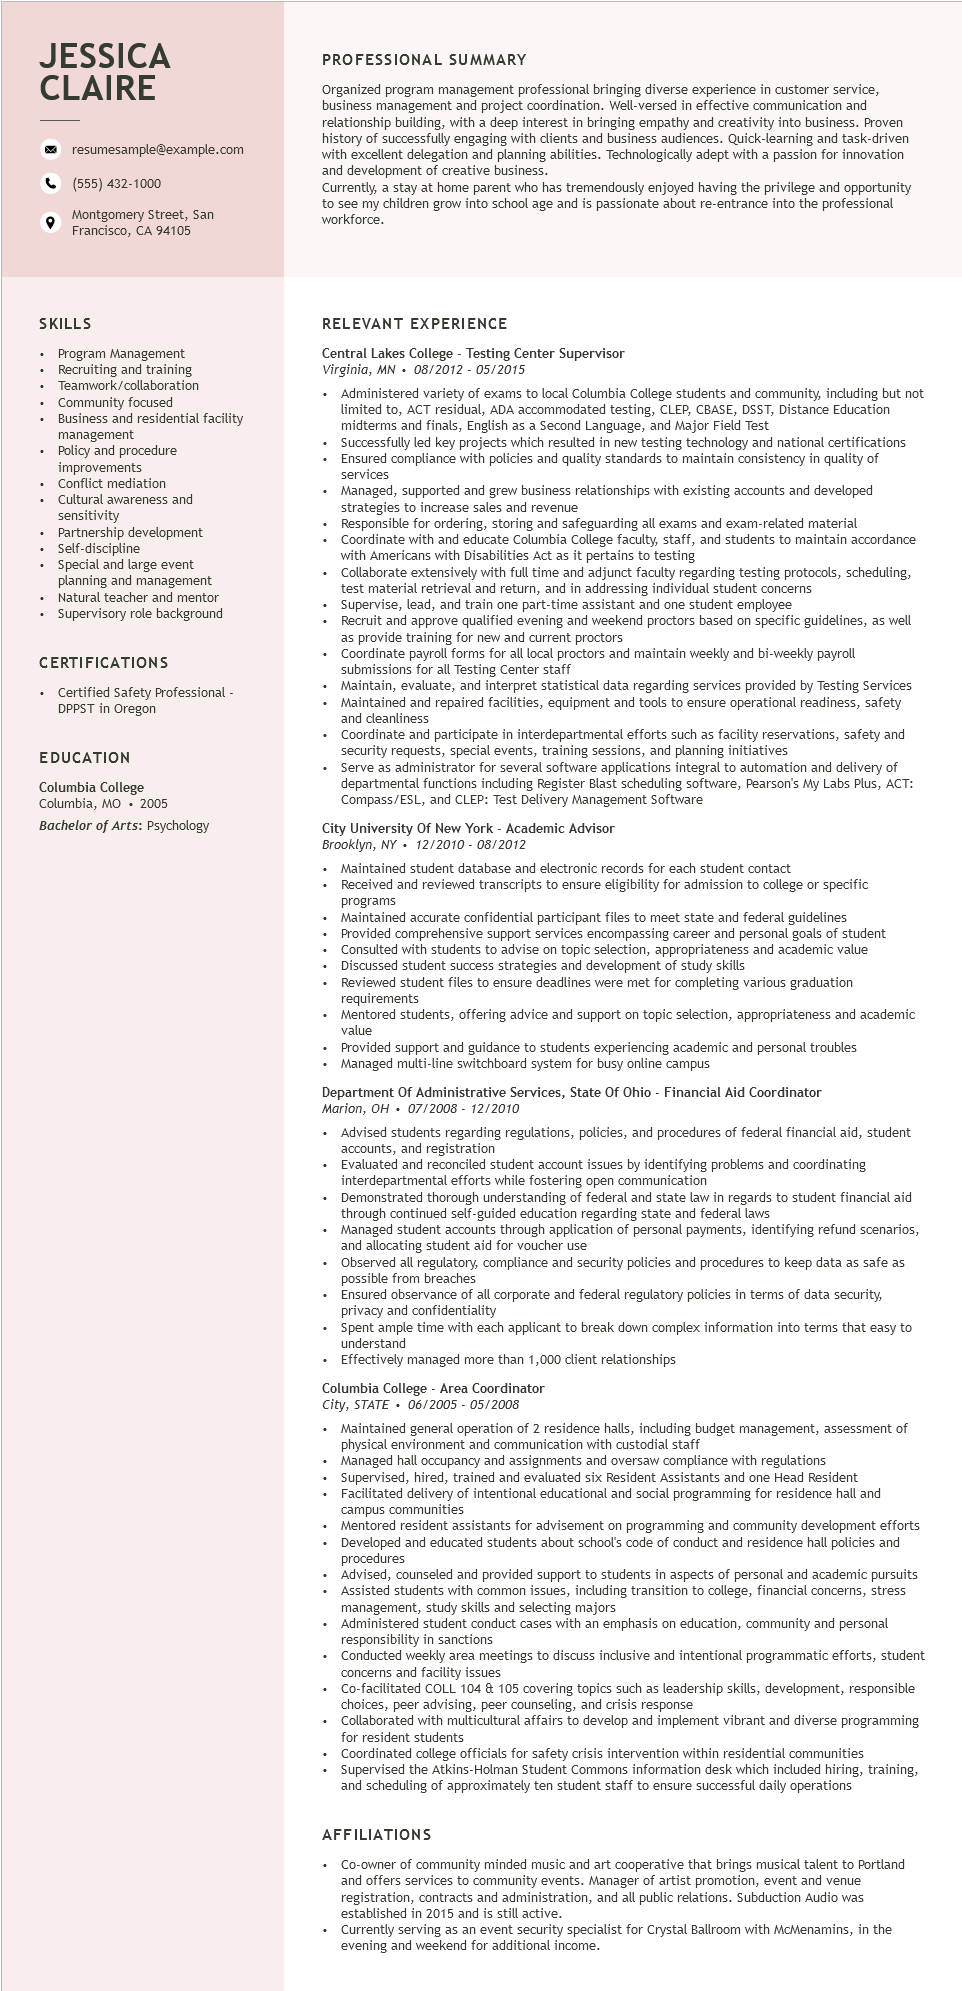 JESSICA
CLAIRE
resumesample@example.com
(555) 432-1000
Montgomery Street, San
Francisco, CA 94105
PROFESSIONAL SUMMARY
Organized program management professional bringing diverse experience in customer service,
business management and project coordination. Well-versed in effective communication and
relationship building, with a deep interest in bringing empathy and creativity into business. Proven
history of successfully engaging with clients and business audiences. Quick-learning and task-driven
with excellent delegation and planning abilities. Technologically adept with a passion for innovation
and development of creative business.
Currently, a stay at home parent who has tremendously enjoyed having the privilege and opportunity
to see my children grow into school age and is passionate about re-entrance into the professional
workforce.
SKILLS
• Program Management
• Recruiting and training
• Teamwork/collaboration
• Community focused
• Business and residential facility
management
• Policy and procedure
improvements
• Conflict mediation
• Cultural awareness and
sensitivity
• Partnership development
• Self-discipline
• Special and large event
planning and management
• Natural teacher and mentor
• Supervisory role background
CERTIFICATIONS
• Certified Safety Professional -
DPPST in Oregon
EDUCATION
Columbia College
Columbia, MO • 2005
Bachelor of Arts: Psychology
RELEVANT EXPERIENCE
Central Lakes College - Testing Center Supervisor
Virginia, MN • 08/2012 - 05/2015
• Administered variety of exams to local Columbia College students and community, including but not
limited to, ACT residual, ADA accommodated testing, CLEP, CBASE, DSST, Distance Education
midterms and finals, English as a Second Language, and Major Field Test
• Successfully led key projects which resulted in new testing technology and national certifications
• Ensured compliance with policies and quality standards to maintain consistency in quality of
services
• Managed, supported and grew business relationships with existing accounts and developed
strategies to increase sales and revenue
• Responsible for ordering, storing and safeguarding all exams and exam-related material
• Coordinate with and educate Columbia College faculty, staff, and students to maintain accordance
with Americans with Disabilities Act as it pertains to testing
• Collaborate extensively with full time and adjunct faculty regarding testing protocols, scheduling,
test material retrieval and return, and in addressing individual student concerns
• Supervise, lead, and train one part-time assistant and one student employee
• Recruit and approve qualified evening and weekend proctors based on specific guidelines, as well
as provide training for new and current proctors
• Coordinate payroll forms for all local proctors and maintain weekly and bi-weekly payroll
submissions for all Testing Center staff
• Maintain, evaluate, and interpret statistical data regarding services provided by Testing Services
• Maintained and repaired facilities, equipment and tools to ensure operational readiness, safety
and cleanliness
• Coordinate and participate in interdepartmental efforts such as facility reservations, safety and
security requests, special events, training sessions, and planning initiatives
• Serve as administrator for several software applications integral to automation and delivery of
departmental functions including Register Blast scheduling software, Pearson's My Labs Plus, ACT:
Compass/ESL, and CLEP: Test Delivery Management Software
City University Of New York - Academic Advisor
Brooklyn, NY • 12/2010 - 08/2012
• Maintained student database and electronic records for each student contact
• Received and reviewed transcripts to ensure eligibility for admission to college or specific
programs
• Maintained accurate confidential participant files to meet state and federal guidelines
• Provided comprehensive support services encompassing career and personal goals of student
• Consulted with students to advise on topic selection, appropriateness and academic value
• Discussed student success strategies and development of study skills
• Reviewed student files to ensure deadlines were met for completing various graduation
requirements
• Mentored students, offering advice and support on topic selection, appropriateness and academic
value
• Provided support and guidance to students experiencing academic and personal troubles
• Managed multi-line switchboard system for busy online campus
Department Of Administrative Services, State Of Ohio - Financial Aid Coordinator
Marion, OH • 07/2008 - 12/2010
• Advised students regarding regulations, policies, and procedures of federal financial aid, student
accounts, and registration
• Evaluated and reconciled student account issues by identifying problems and coordinating
interdepartmental efforts while fostering open communication
• Demonstrated thorough understanding of federal and state law in regards to student financial aid
through continued self-guided education regarding state and federal laws
• Managed student accounts through application of personal payments, identifying refund scenarios,
and allocating student aid for voucher use
• Observed all regulatory, compliance and security policies and procedures to keep data as safe as
possible from breaches
• Ensured observance of all corporate and federal regulatory policies in terms of data security,
privacy and confidentiality
• Spent ample time with each applicant to break down complex information into terms that easy to
understand
• Effectively managed more than 1,000 client relationships
Columbia College - Area Coordinator
City, STATE • 06/2005 - 05/2008
• Maintained general operation of 2 residence halls, including budget management, assessment of
physical environment and communication with custodial staff
• Managed hall occupancy and assignments and oversaw compliance with regulations
• Supervised, hired, trained and evaluated six Resident Assistants and one Head Resident
• Facilitated delivery of intentional educational and social programming for residence hall and
campus communities
• Mentored resident assistants for advisement on programming and community development efforts
• Developed and educated students about school's code of conduct and residence hall policies and
procedures
• Advised, counseled and provided support to students in aspects of personal and academic pursuits
• Assisted students with common issues, including transition to college, financial concerns, stress
management, study skills and selecting majors
• Administered student conduct cases with an emphasis on education, community and personal
responsibility in sanctions
• Conducted weekly area meetings to discuss inclusive and intentional programmatic efforts, student
concerns and facility issues
• Co-facilitated COLL 104 & 105 covering topics such as leadership skills, development, responsible
choices, peer advising, peer counseling, and crisis response
• Collaborated with multicultural affairs to develop and implement vibrant and diverse programming
for resident students
• Coordinated college officials for safety crisis intervention within residential communities
• Supervised the Atkins-Holman Student Commons information desk which included hiring, training,
and scheduling of approximately ten student staff to ensure successful daily operations
AFFILIATIONS
• Co-owner of community minded music and art cooperative that brings musical talent to Portland
and offers services to community events. Manager of artist promotion, event and venue
registration, contracts and administration, and all public relations. Subduction Audio was
established in 2015 and is still active.
• Currently serving as an event security specialist for Crystal Ballroom with McMenamins, in the
evening and weekend for additional income.